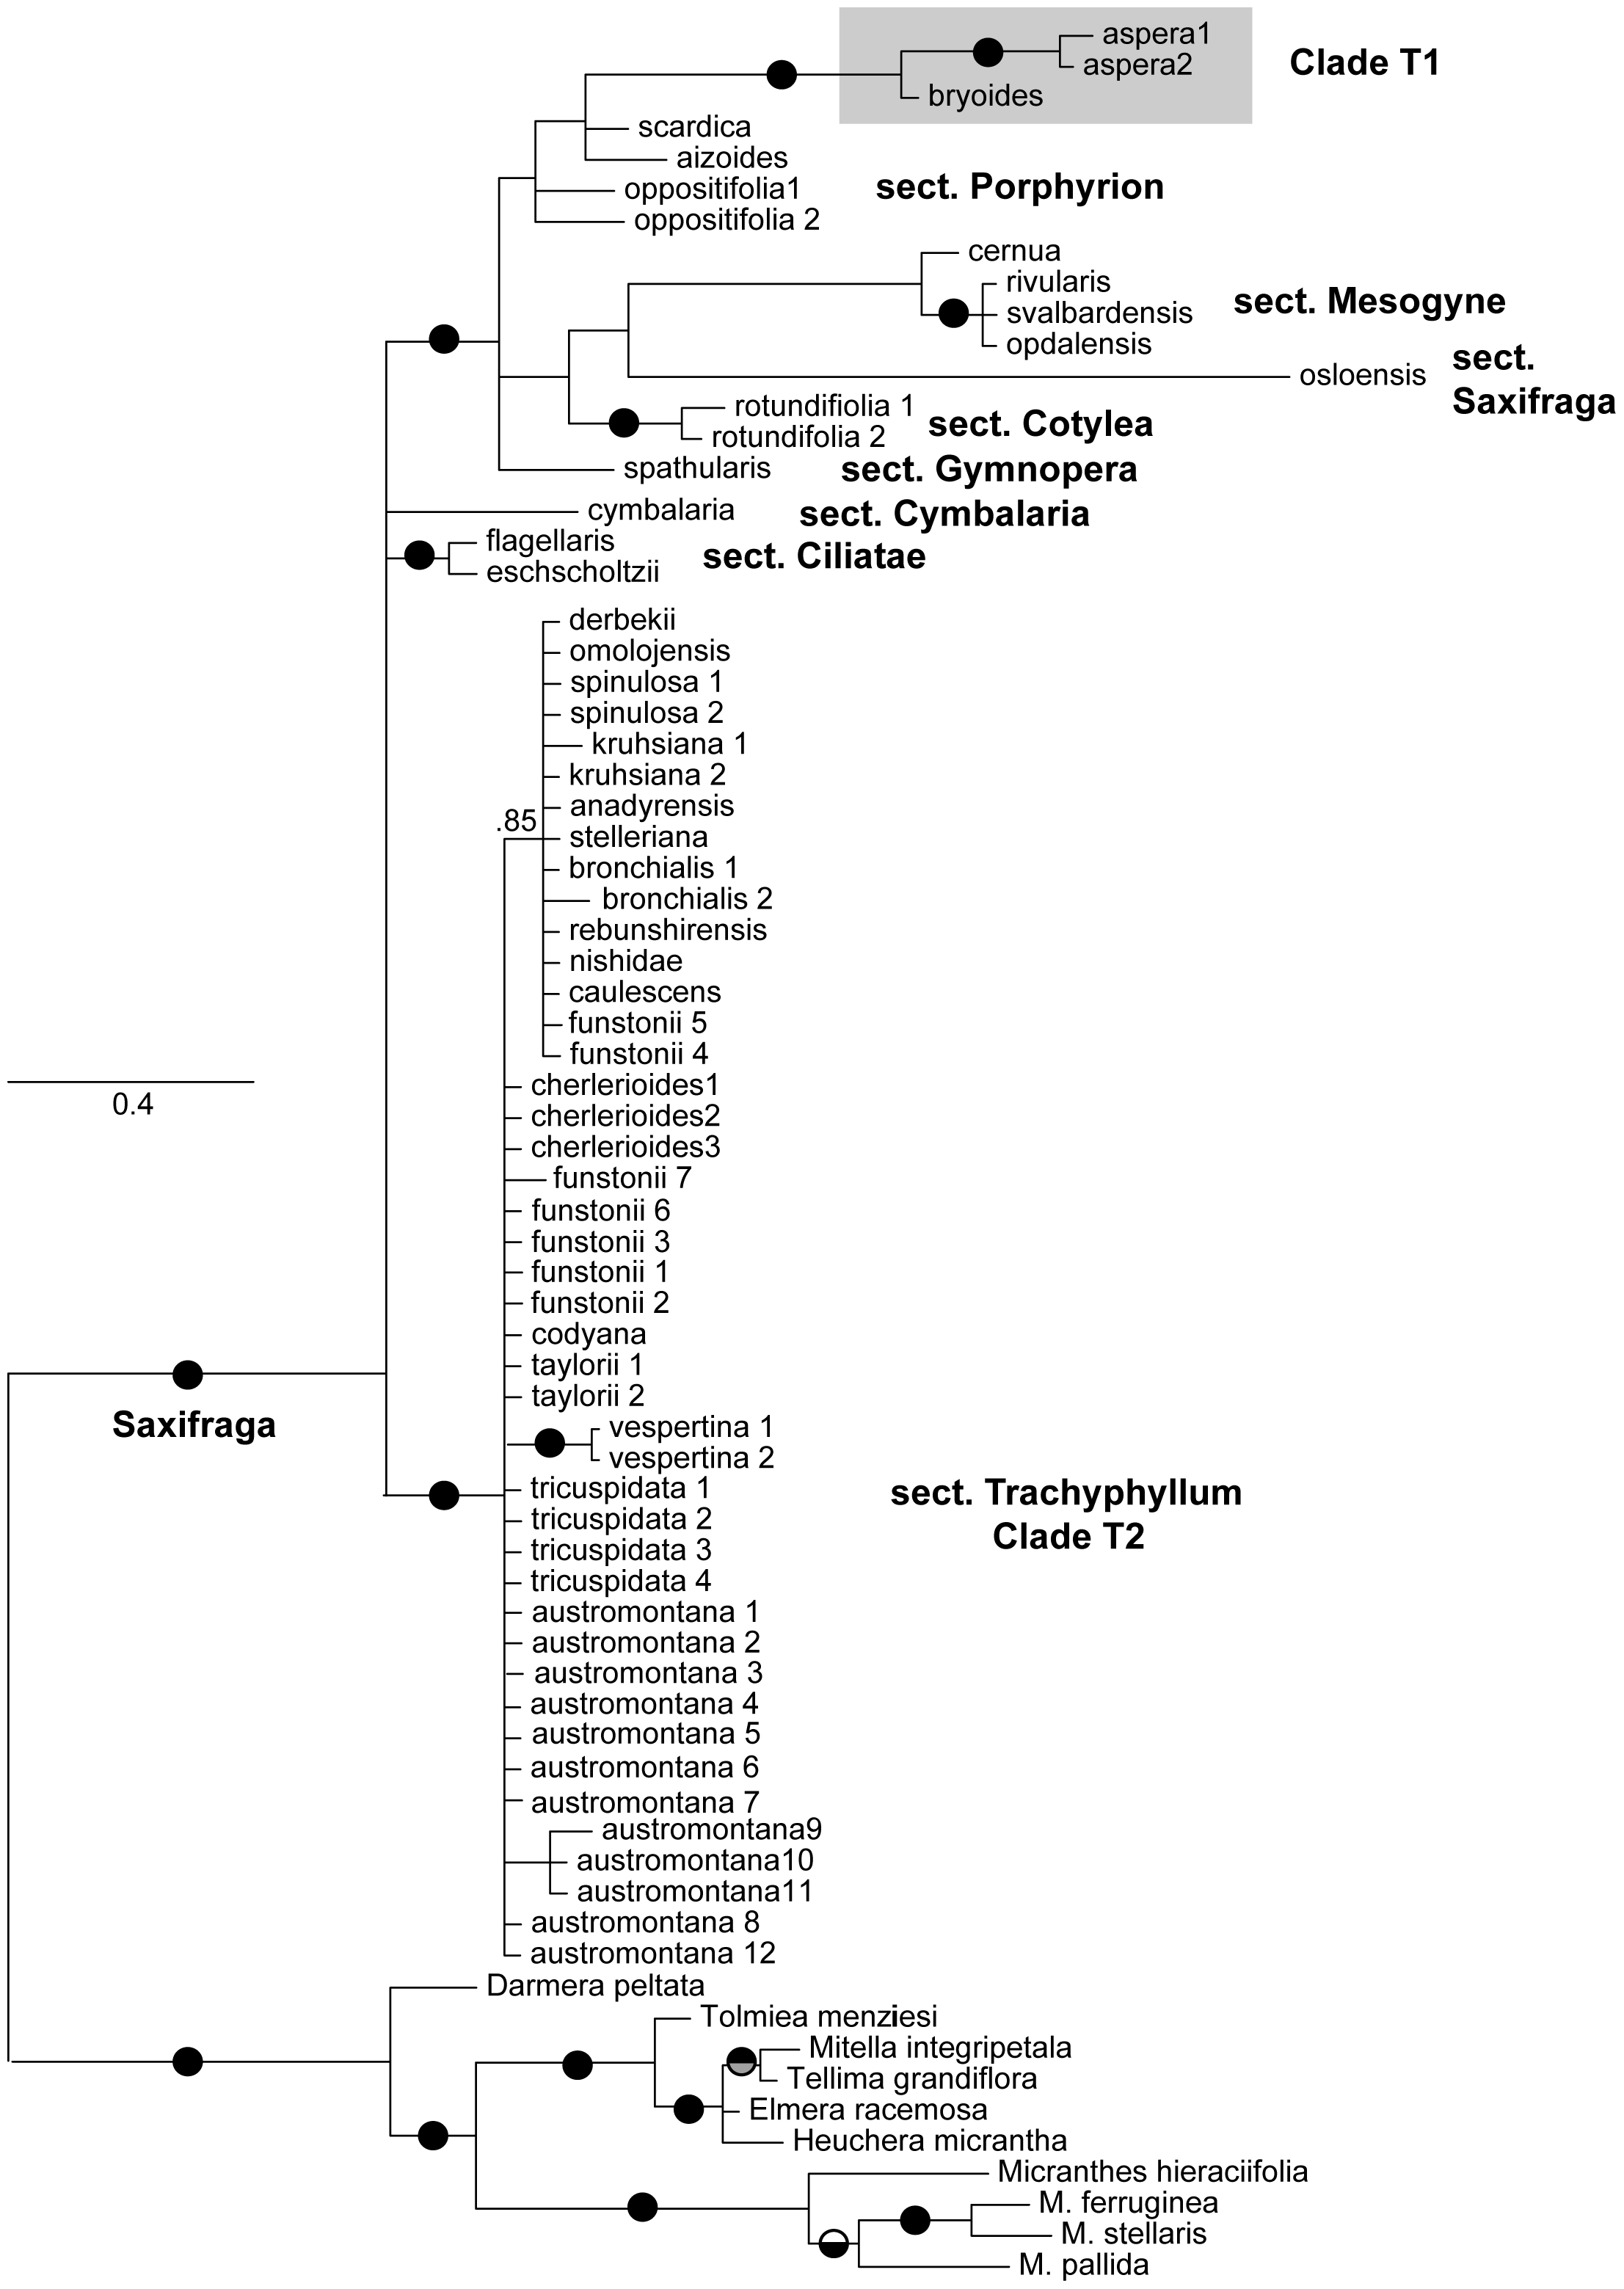 aspera1
Clade T1
aspera2
bryoides
scardica
aizoides
oppositifolia1
sect. Porphyrion
oppositifolia 2
cernua
rivularis
sect. Mesogyne
svalbardensis
opdalensis
sect.
osloensis
Saxifraga
rotundifiolia 1
sect. Cotylea
rotundifolia 2
spathularis
sect. Gymnopera
cymbalaria
sect. Cymbalaria
flagellaris
sect. Ciliatae
eschscholtzii
derbekii
omolojensis
spinulosa 1
spinulosa 2
kruhsiana 1
kruhsiana 2
anadyrensis
.85
stelleriana
bronchialis 1
bronchialis 2
rebunshirensis
nishidae
caulescens
funstonii 5
funstonii 4
cherlerioides1
0.4
cherlerioides2
cherlerioides3
funstonii 7
funstonii 6
funstonii 3
funstonii 1
funstonii 2
codyana
taylorii 1
taylorii 2
Saxifraga
vespertina 1
vespertina 2
tricuspidata 1
sect. Trachyphyllum
tricuspidata 2
Clade T2
tricuspidata 3
tricuspidata 4
austromontana 1
austromontana 2
austromontana 3
austromontana 4
austromontana 5
austromontana 6
austromontana 7
austromontana9
austromontana10
austromontana11
austromontana 8
austromontana 12
Darmera peltata
Tolmiea menziesi
Mitella integripetala
Tellima grandiflora
Elmera racemosa
Heuchera micrantha
Micranthes hieraciifolia
M. ferruginea
M. stellaris
M. pallida